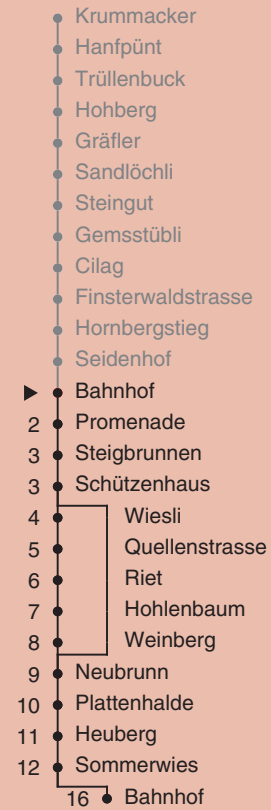 Krummacker
Hanfpünt
Trüllenbuck
Hohberg
Gräfler
Sandlöchli
Steingut
Gemsstübli
Cilag
Finsterwaldstrasse
Hornbergstieg
Seidenhof
Bahnhof
2 Promenade
3 Steigbrunnen
3 Schützenhaus
4 Wiesli
5 Quellenstrasse
6 Riet
7 Hohlenbaum
8 Weinberg
9 Neubrunn
10 Plattenhalde
11 Heuberg
12 Sommerwies
16 Bahnhof